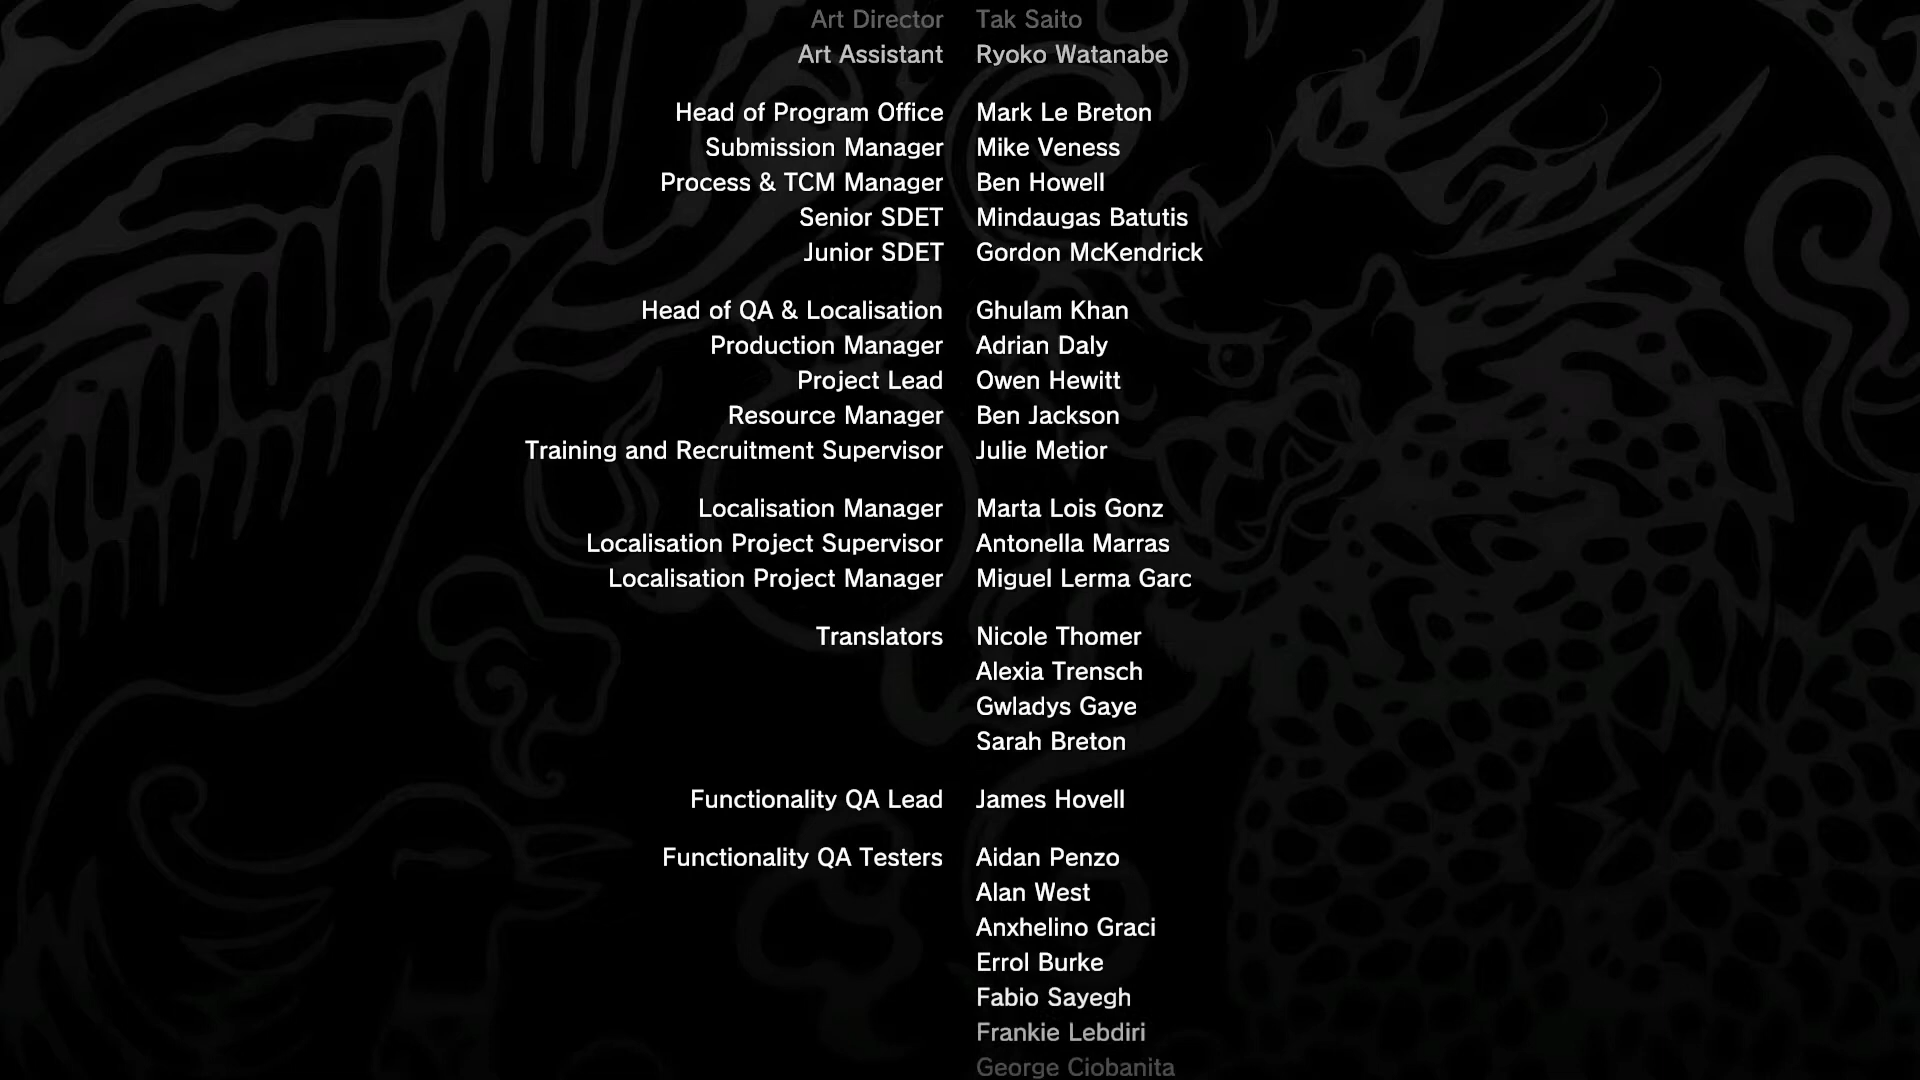 Art Director Tak Saito
Art Assistant Ryoko Watanabe
Head of Program Office Mark Le Breton
Submission Manager Mike Veness
Process & TCM Manager Ben Howell
Senior SDET Mindaugas Batutis
Junior SDET Gordon McKendrick
Head of QA & Localisation Ghulam Khan
Production Manager Adrian Daly
Project Lead Owen Hewitt
Resource Manager Ben Jackson
Training and Recruitment Supervisor Julie Metior
Localisation Manager Marta Lois Gonz
Localisation Project Supervisor Antonella Marras
Localisation Project Manager Miguel Lerma Garc
Translators Nicole Thomer
Alexia Trensch
Gwladys Gaye
Sarah Breton
Functionality QA Lead James Hovell
Functionality QA Testers Aidan Penzo
Alan West
Anxhelino Graci
Errol Burke
Fabio Sayegh
Frankie Lebdiri
George Ciobanita